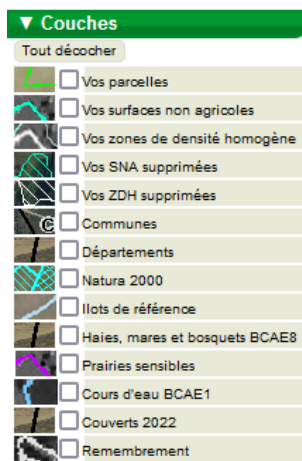 ▼ Couches
Tout décocher
Vos parcelles
Vos surfaces non agricoles
Vos zones de densité homogène
Vos SNA supprimées
Vos ZDH supprimées
C Communes
Départements
Natura 2000
Ilots de référence
Haies, mares et bosquets BCAE8
Prairies sensibles
Cours d'eau BCAE1
Couverts 2022
Remembrement